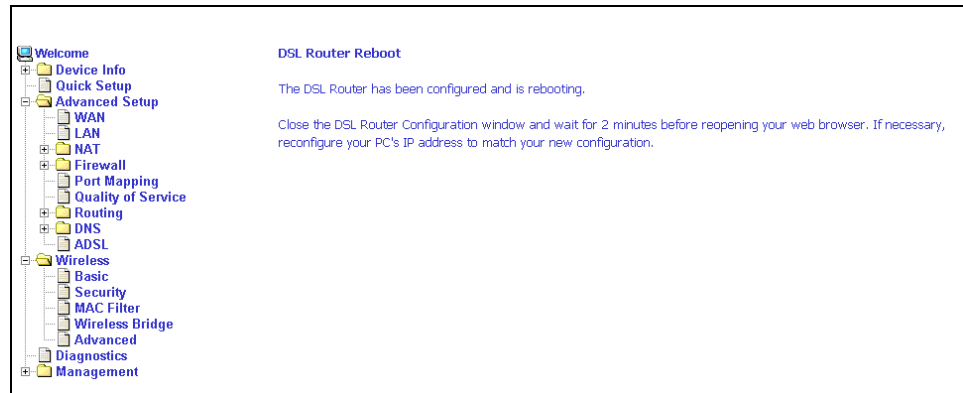 Welcome
Device Info
Quick Setup
Advanced Setup
WAN
LAN
NAT
Firewall
Port Mapping
Quality of Service
Routing
DNS
ADSL
Wireless
Basic
Security
MAC Filter
Wireless Bridge
Advanced
Diagnostics
Management
DSL Router Reboot
The DSL Router has been configured and is rebooting.
Close the DSL Router Configuration window and wait for 2 minutes before reopening your web browser. If necessary,
reconfigure your PC's IP address to match your new configuration.